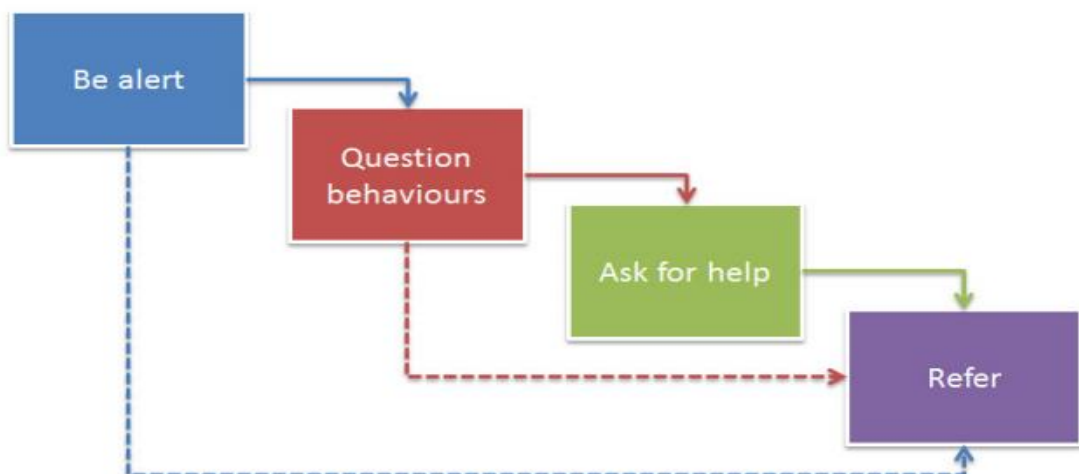 Be alert
Question
behaviours
Ask for help
Refer